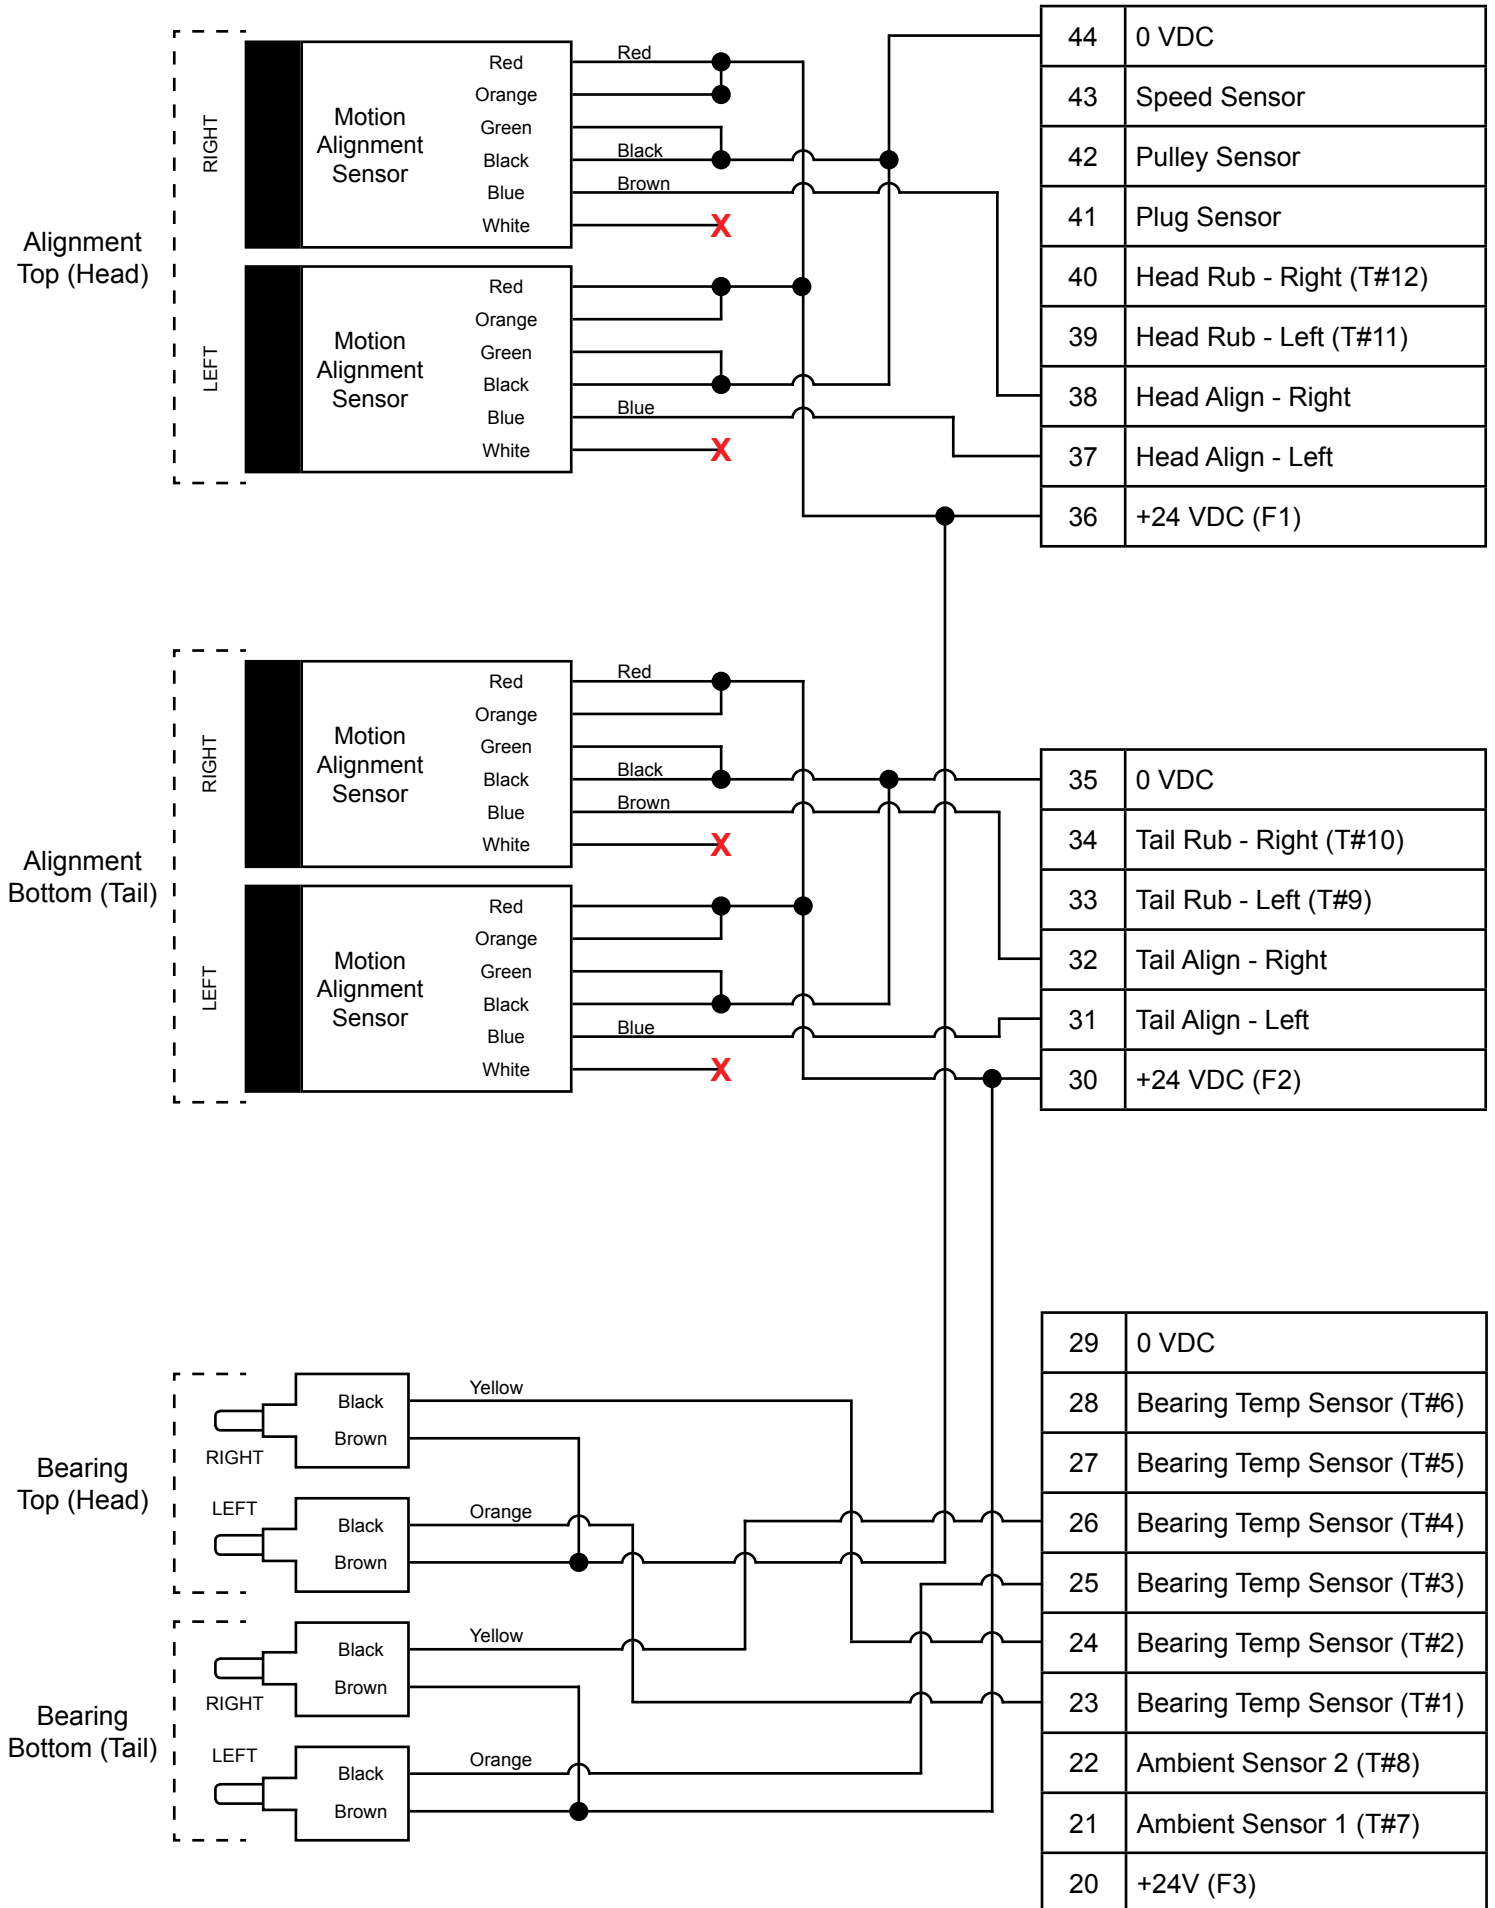 44 0 VDC
43 Speed Sensor
42 Pulley Sensor
41 Plug Sensor
40 Head Rub - Right (T#12)
39 Head Rub - Left (T#11)
38 Head Align - Right
37 Head Align - Left
36 +24 VDC (F1)
Alignment
Top (Head)
RIGHT
Motion
Alignment
Sensor
Red
Orange
Green
Black
Blue
White
Red
Black
Brown
X
LEFT
Motion
Alignment
Sensor
Red
Orange
Green
Black
Blue
White
Blue
X
Alignment
Bottom (Tail)
RIGHT
Motion
Alignment
Sensor
Red
Orange
Green
Black
Blue
White
Red
Black
Brown
X
LEFT
Motion
Alignment
Sensor
Red
Orange
Green
Black
Blue
White
Blue
X
35 0 VDC
34 Tail Rub - Right (T#10)
33 Tail Rub - Left (T#9)
32 Tail Align - Right
31 Tail Align - Left
30 +24 VDC (F2)
Bearing
Top (Head)
RIGHT
Black
Brown
Yellow
LEFT
Black
Brown
Orange
Bearing
Bottom (Tail)
RIGHT
Black
Brown
Yellow
LEFT
Black
Brown
Orange
29 0 VDC
28 Bearing Temp Sensor (T#6)
27 Bearing Temp Sensor (T#5)
26 Bearing Temp Sensor (T#4)
25 Bearing Temp Sensor (T#3)
24 Bearing Temp Sensor (T#2)
23 Bearing Temp Sensor (T#1)
22 Ambient Sensor 2 (T#8)
21 Ambient Sensor 1 (T#7)
20 +24V (F3)